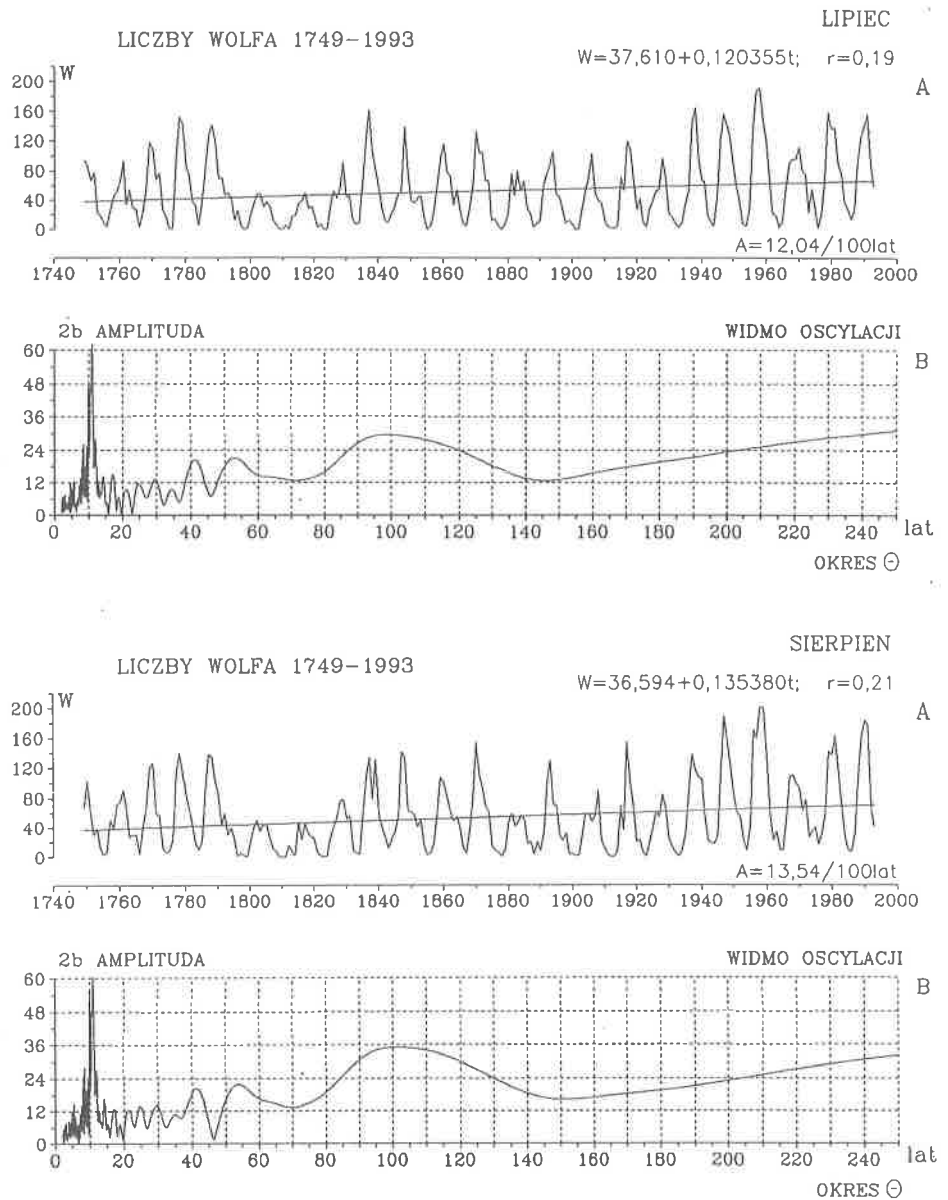 LIPIEC
LICZBY WOLFA 1749-1993
W=37,610+0,120355t; r=0,19
W
A
200
160
120
80
40
0
A=12,04/100lat
1740 1760 1780 1800 1820 1840 1860 1880 1900 1920 1940 1960 1980 2000
2b AMPLITUDA WIDMO OSCYLACJI
B
60
48
36
24
12
0
0 20 40 60 80 100 120 140 160 180 200 220 240 lat
OKRES Θ
SIERPIEN
LICZBY WOLFA 1749-1993
W=36,594+0,135380t; r=0,21
W
A
200
160
120
80
40
0
A=13,54/100lat
1740 1760 1780 1800 1820 1840 1860 1880 1900 1920 1940 1960 1980 2000
2b AMPLITUDA WIDMO OSCYLACJI
B
60
48
36
24
12
0
0 20 40 60 80 100 120 140 160 180 200 220 240 lat
OKRES Θ